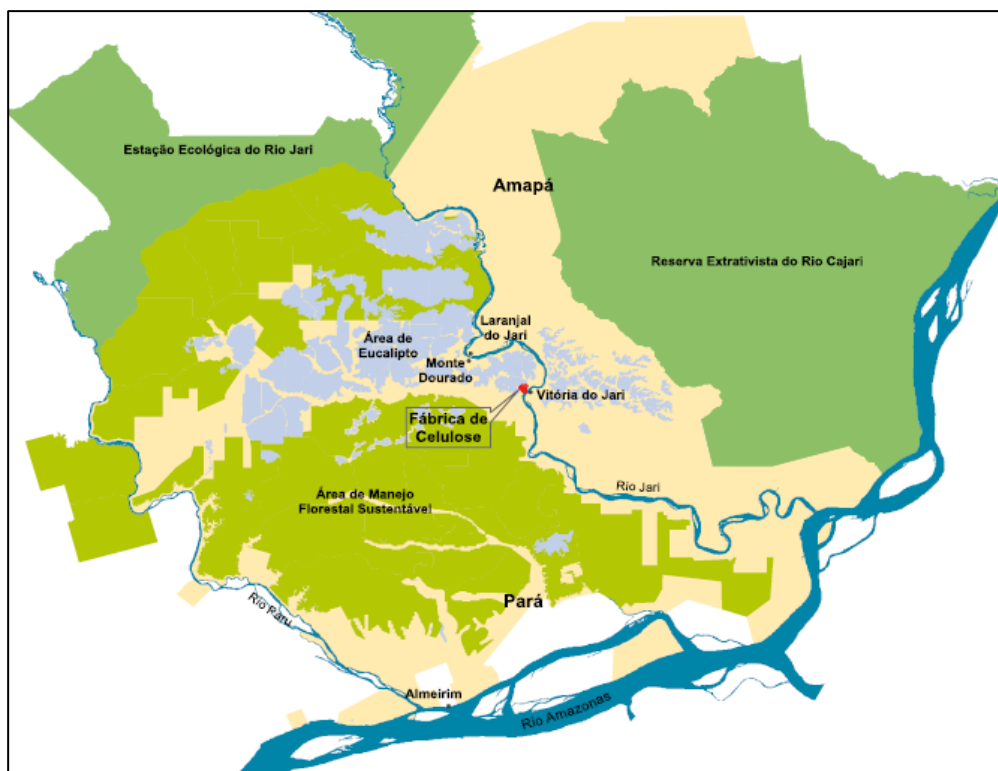 Estação Ecológica do Rio Jari
Amapá
Reserva Extrativista do Rio Cajari
Laranjal
do Jari
Área de
Eucalipto
Monte
Dourado
Vitória do Jari
Fábrica de
Celulose
Rio Jari
Área de Manejo
Florestal Sustentável
Pará
Rio Raru
Almeirim
Rio Amazonas